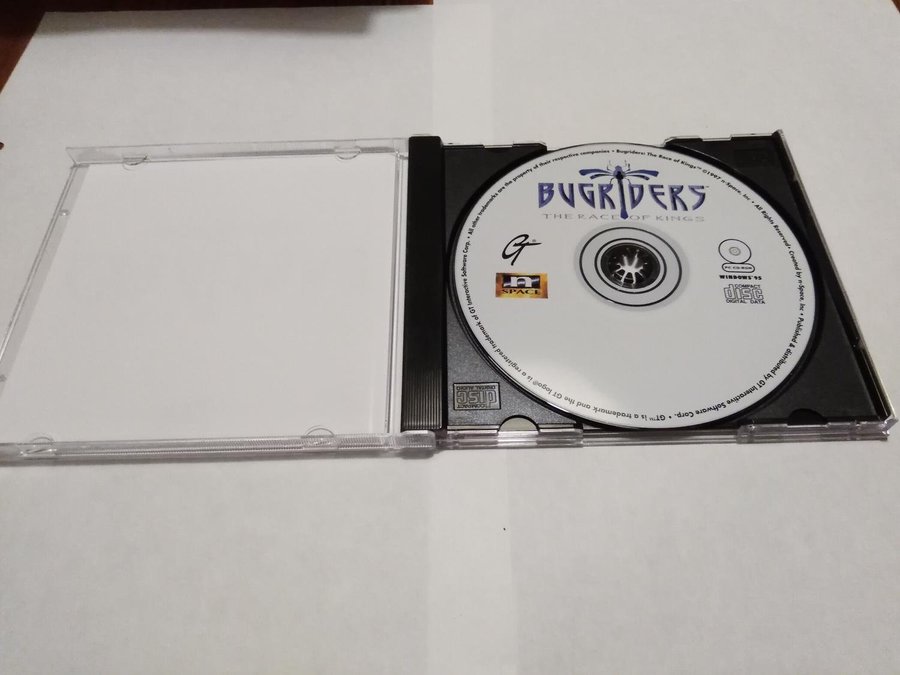 Bugriders: The Race of Kings™ ©1997 n-Space, Inc • All Rights Reserved • Created by n-Space, Inc • Published & distributed by GT Interactive Software Corp. • GT™ is a trademark and the GT logo® is a registered trademark of GT Interactive Software Corp. • All other trademarks are the property of their respective companies •
BUGRIDERS™
THE RACE OF KINGS
GT®
n
SPACE
PC CD-ROM
WINDOWS® 95
COMPACT
disc
DIGITAL DATA
COMPACT
disc
DIGITAL AUDIO